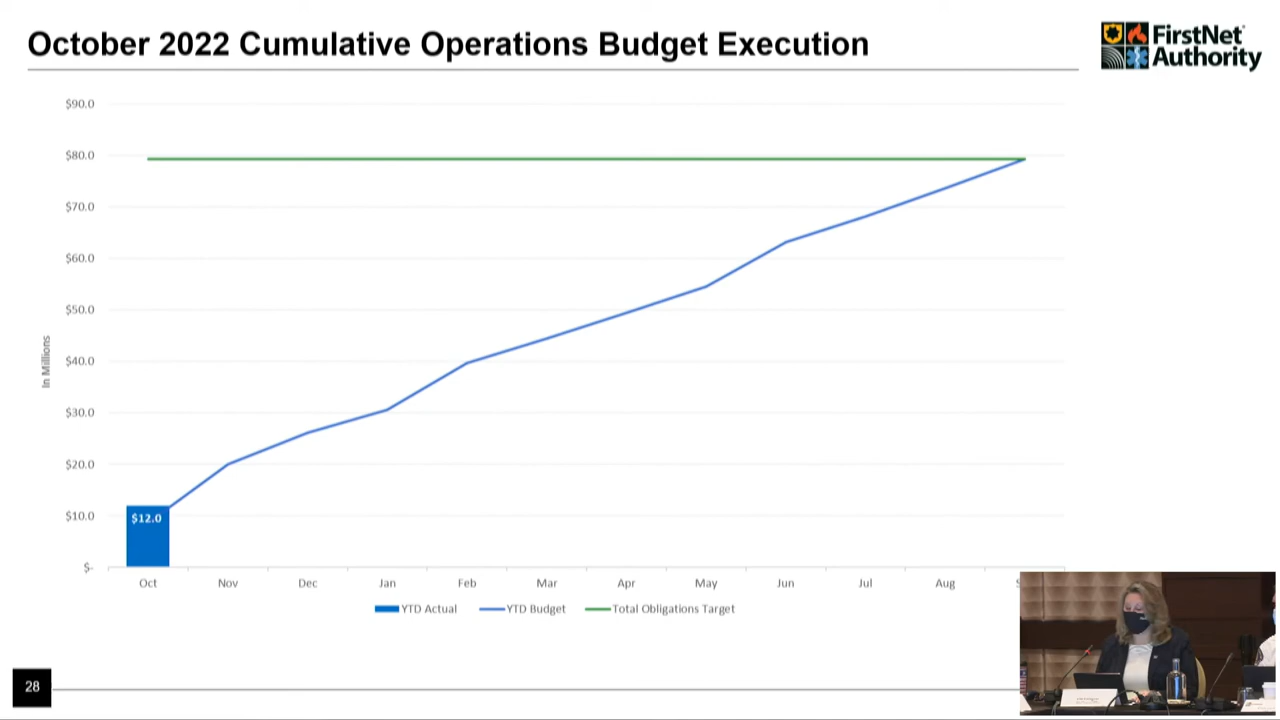 October 2022 Cumulative Operations Budget Execution
FirstNet
Authority
$90.0
$80.0
$70.0
$60.0
$50.0
$40.0
$30.0
$20.0
$10.0
$-
In Millions
$12.0
Oct Nov Dec Jan Feb Mar Apr May Jun Jul Aug
YTD Actual YTD Budget Total Obligations Target
28